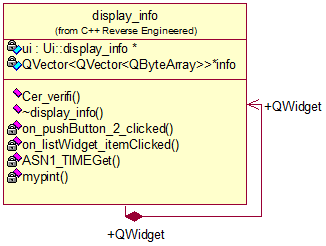 display_info
(from C++ Reverse Engineered)
ui : Ui::display_info *
QVector<QVector<QByteArray>>*info
Cer_verifi()
~display_info()
on_pushButton_2_clicked()
on_listWidget_itemClicked()
ASN1_TIMEGet()
mypint()
+QWidget
+QWidget